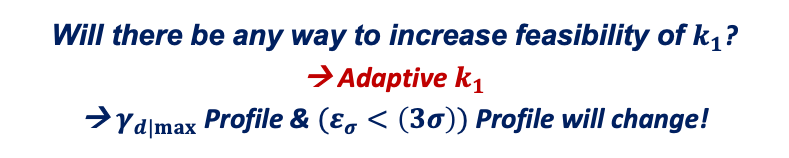 Will there be any way to increase feasibility of k₁?
→ Adaptive k₁
→ γ_{d|max} Profile & (ε_σ < (3σ)) Profile will change!